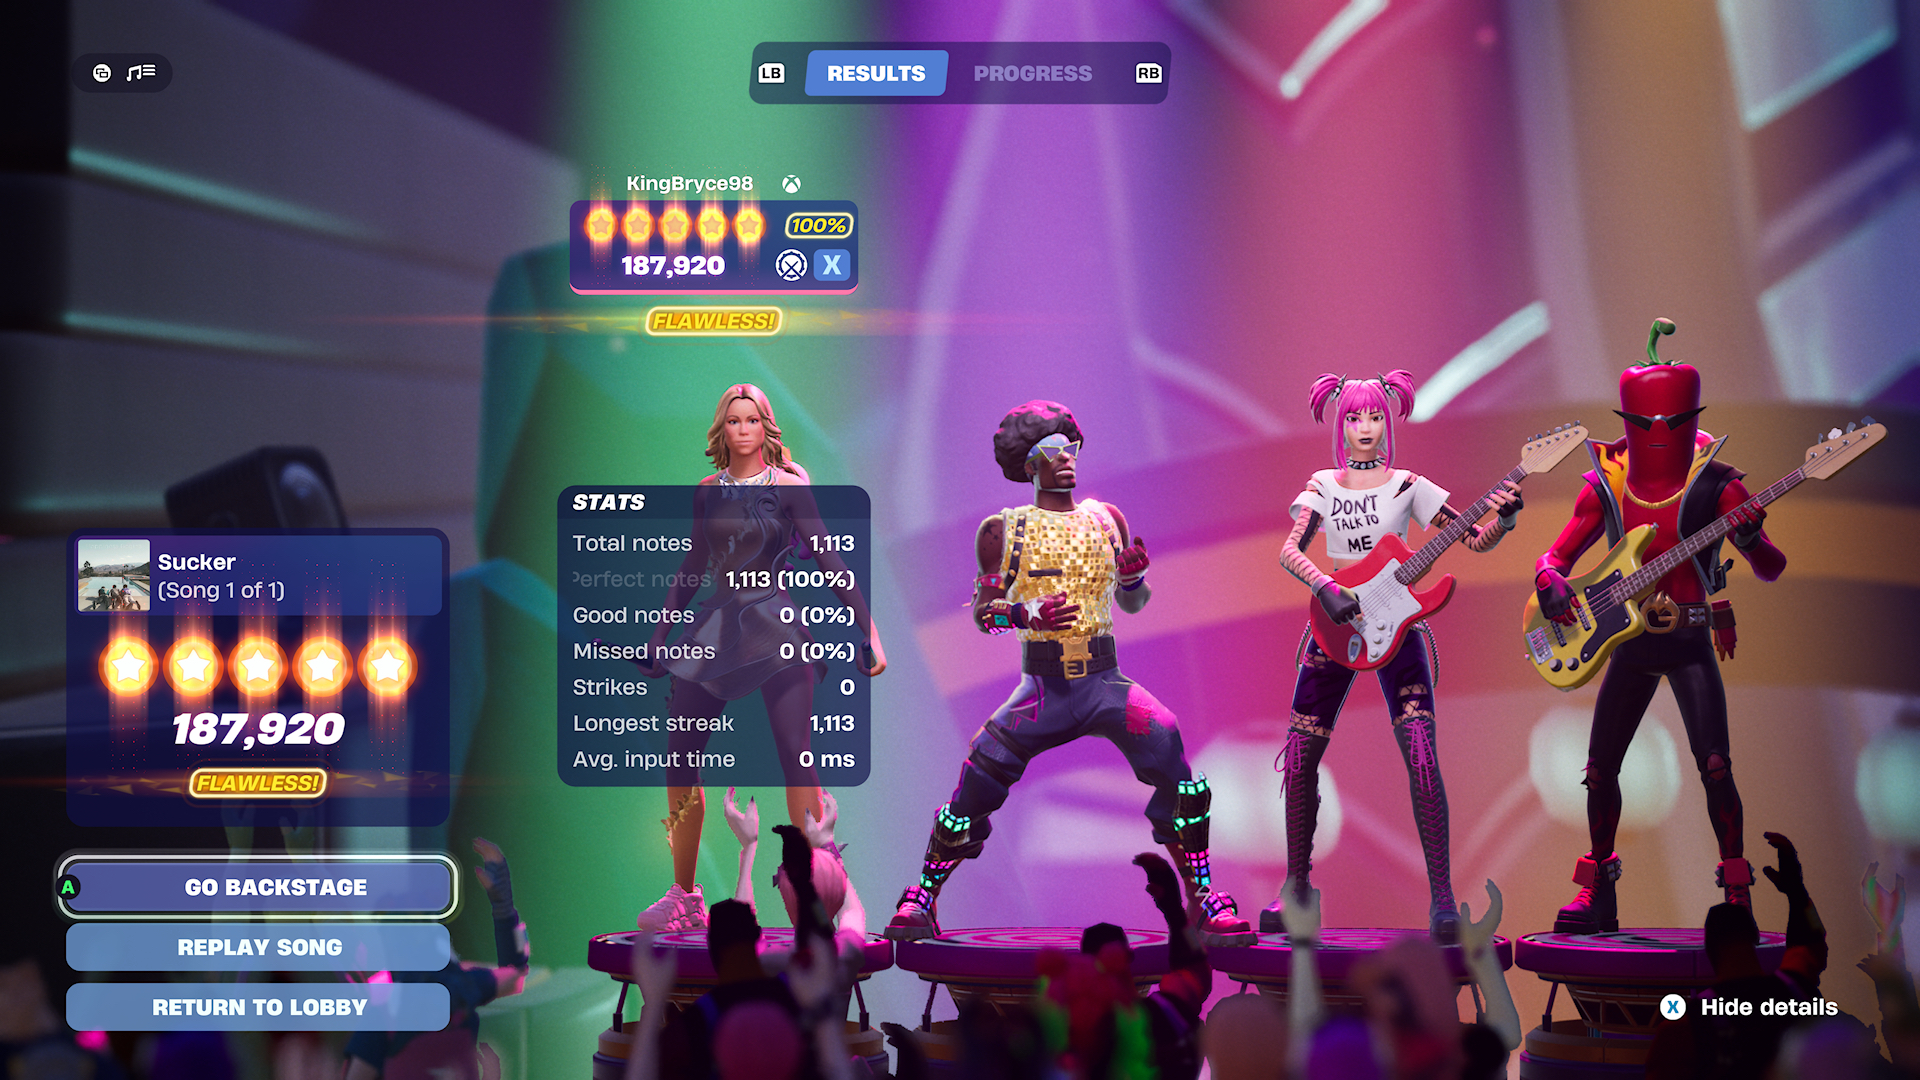 LB RESULTS PROGRESS RB
KingBryce98
100%
187,920
X
FLAWLESS!
STATS
Total notes 1,113
Perfect notes 1,113 (100%)
Good notes 0 (0%)
Missed notes 0 (0%)
Strikes 0
Longest streak 1,113
Avg. input time 0 ms
DON'T
TALK TO
ME
Sucker
(Song 1 of 1)
187,920
FLAWLESS!
A GO BACKSTAGE
REPLAY SONG
RETURN TO LOBBY
X Hide details